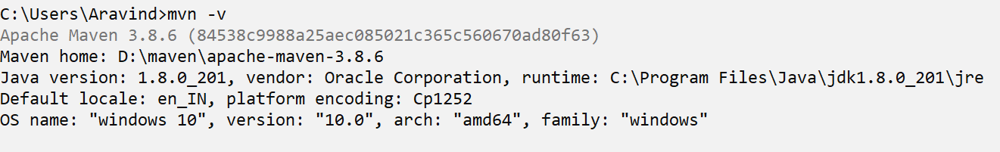 C:\Users\Aravind>mvn -v
Apache Maven 3.8.6 (84538c9988a25aec085021c365c560670ad80f63)
Maven home: D:\maven\apache-maven-3.8.6
Java version: 1.8.0_201, vendor: Oracle Corporation, runtime: C:\Program Files\Java\jdk1.8.0_201\jre
Default locale: en_IN, platform encoding: Cp1252
OS name: "windows 10", version: "10.0", arch: "amd64", family: "windows"